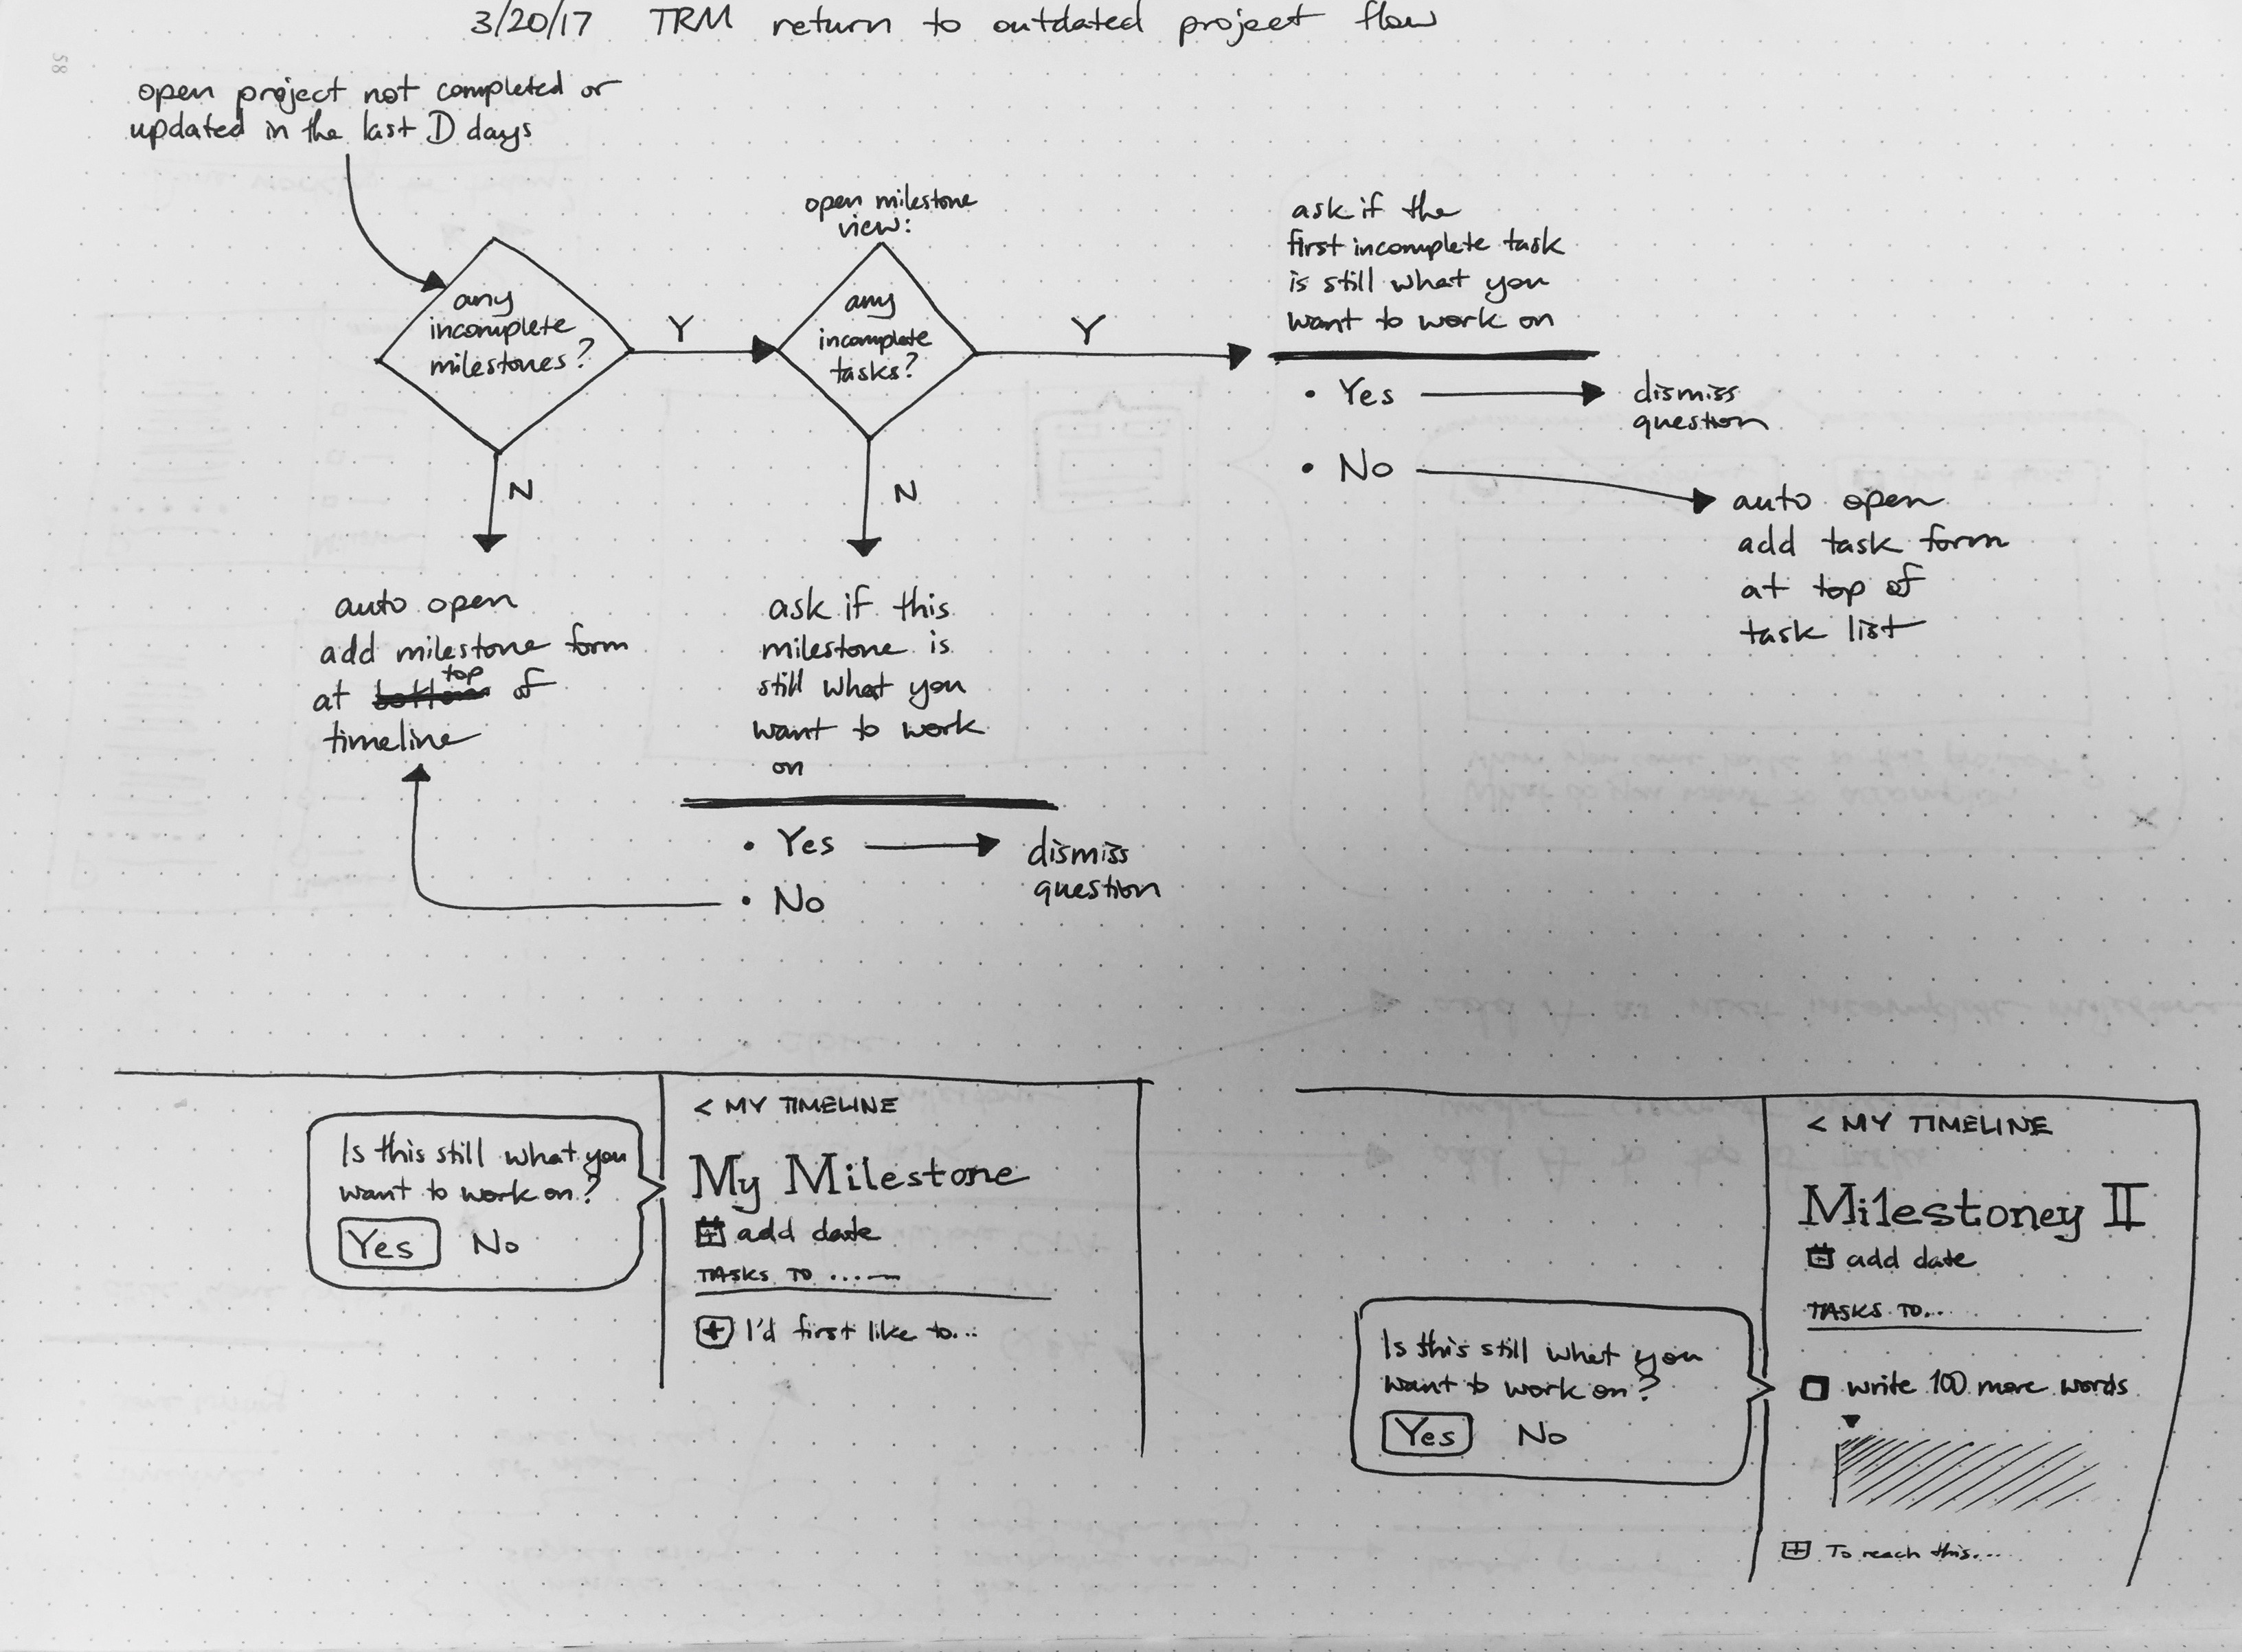 3/20/17 TRM return to outdated project flow
58
open project not completed or
updated in the last D days
any
incomplete
milestones?
Y
N
open milestone
view:
any
incomplete
tasks?
Y
N
ask if the
first incomplete task
is still what you
want to work on
• Yes
dismiss
question
• No
auto open
add task form
at top of
task list
auto open
add milestone form
at bottom top of
timeline
ask if this
milestone is
still what you
want to work
on
• Yes
dismiss
question
• No
Is this still what you
want to work on?
Yes No
< MY TIMELINE
My Milestone
add date
TASKS TO .....
I'd first like to...
Is this still what you
want to work on?
Yes No
< MY TIMELINE
Milestoney II
add date
TASKS TO...
write 100 more words
To reach this...